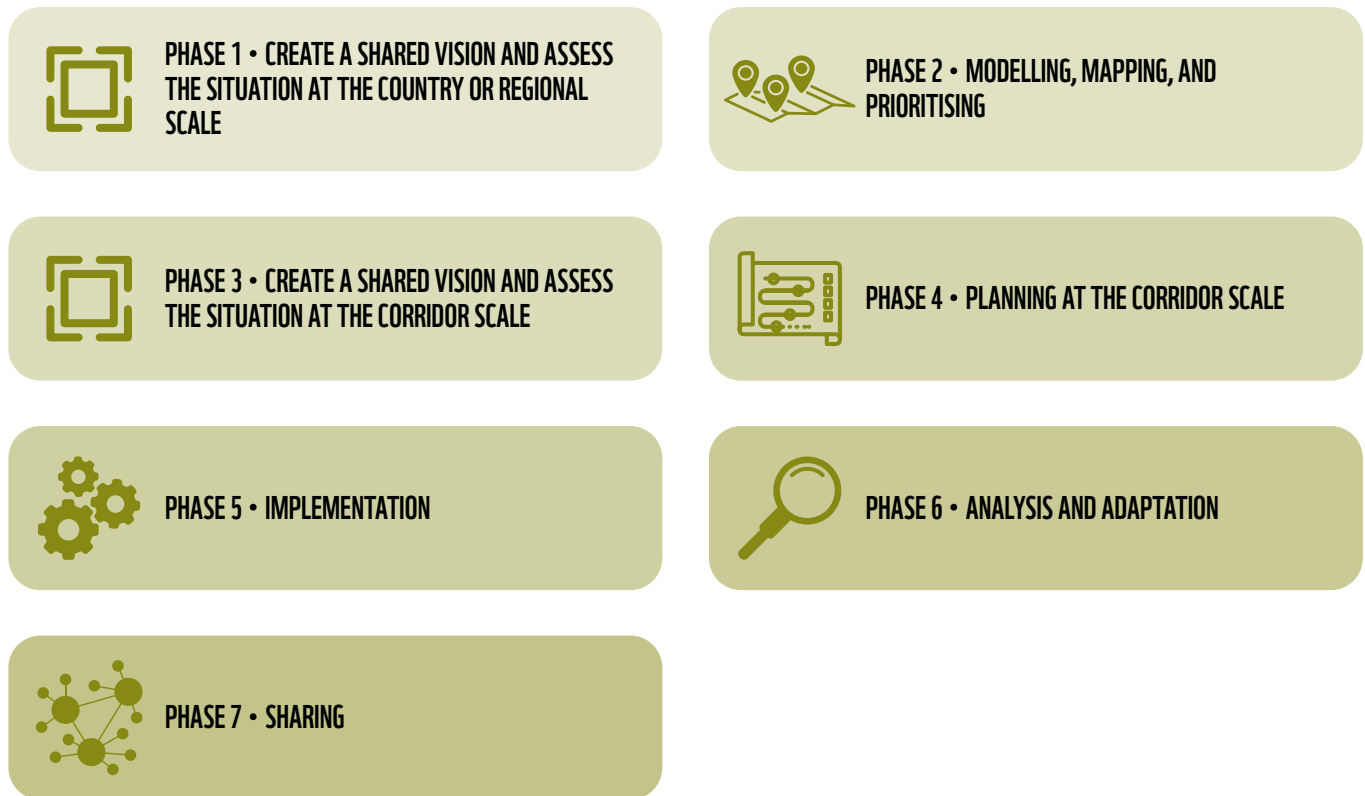 PHASE 1 • CREATE A SHARED VISION AND ASSESS
THE SITUATION AT THE COUNTRY OR REGIONAL
SCALE
PHASE 2 • MODELLING, MAPPING, AND
PRIORITISING
PHASE 3 • CREATE A SHARED VISION AND ASSESS
THE SITUATION AT THE CORRIDOR SCALE
PHASE 4 • PLANNING AT THE CORRIDOR SCALE
PHASE 5 • IMPLEMENTATION
PHASE 6 • ANALYSIS AND ADAPTATION
PHASE 7 • SHARING